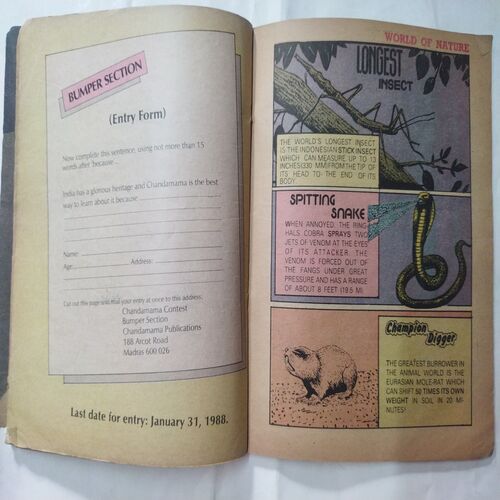 BUMPER SECTION
(Entry Form)
Now complete this sentence, using not more than 15
words after 'because...
India has a glorious heritage and Chandamama is the best
way to learn about it because
Name:
Age: Address:
Cut out this page and mail your entry at once to this address:
Chandamama Contest
Bumper Section
Chandamama Publications
188 Arcot Road
Madras 600 026
Last date for entry: January 31, 1988.
WORLD OF NATURE
LONGEST
INSECT
THE WORLD'S LONGEST INSECT
IS THE INDONESIAN STICK INSECT
WHICH CAN MEASURE UP TO 13
INCHES(330 MM) FROM THE TIP OF
ITS HEAD TO THE END OF ITS
BODY.
SPITTING
SNAKE
WHEN ANNOYED, THE RING
HALS COBRA SPRAYS TWO
JETS OF VENOM AT THE EYES
OF ITS ATTACKER. THE
VENOM IS FORCED OUT OF
THE FANGS UNDER GREAT
PRESSURE AND HAS A RANGE
OF ABOUT 8 FEET (19.5 M).
Champion
Digger
THE GREATEST BURROWER IN
THE ANIMAL WORLD IS THE
EURASIAN MOLE-RAT WHICH
CAN SHIFT 50 TIMES ITS OWN
WEIGHT IN SOIL IN 20 MI-
NUTES!